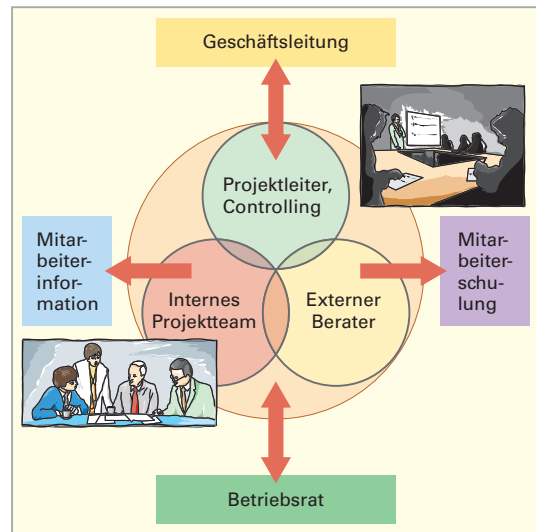 Geschäftsleitung
Projektleiter,
Controlling
Mitar-
beiter-
infor-
mation
Internes
Projektteam
Externer
Berater
Mitar-
beiter-
schu-
lung
Betriebsrat